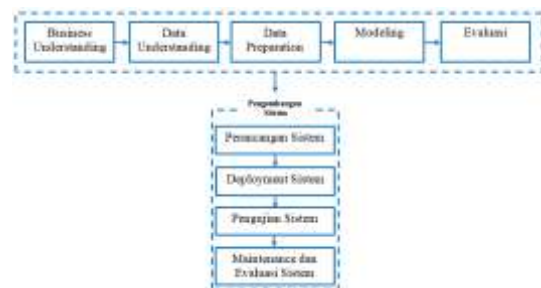 Business
Understanding
Data
Understanding
Data
Preparation
Modeling
Evaluasi
Pengembangan
Sistem
Perancangan Sistem
Deployment Sistem
Pengujian Sistem
Maintenance dan
Evaluasi Sistem